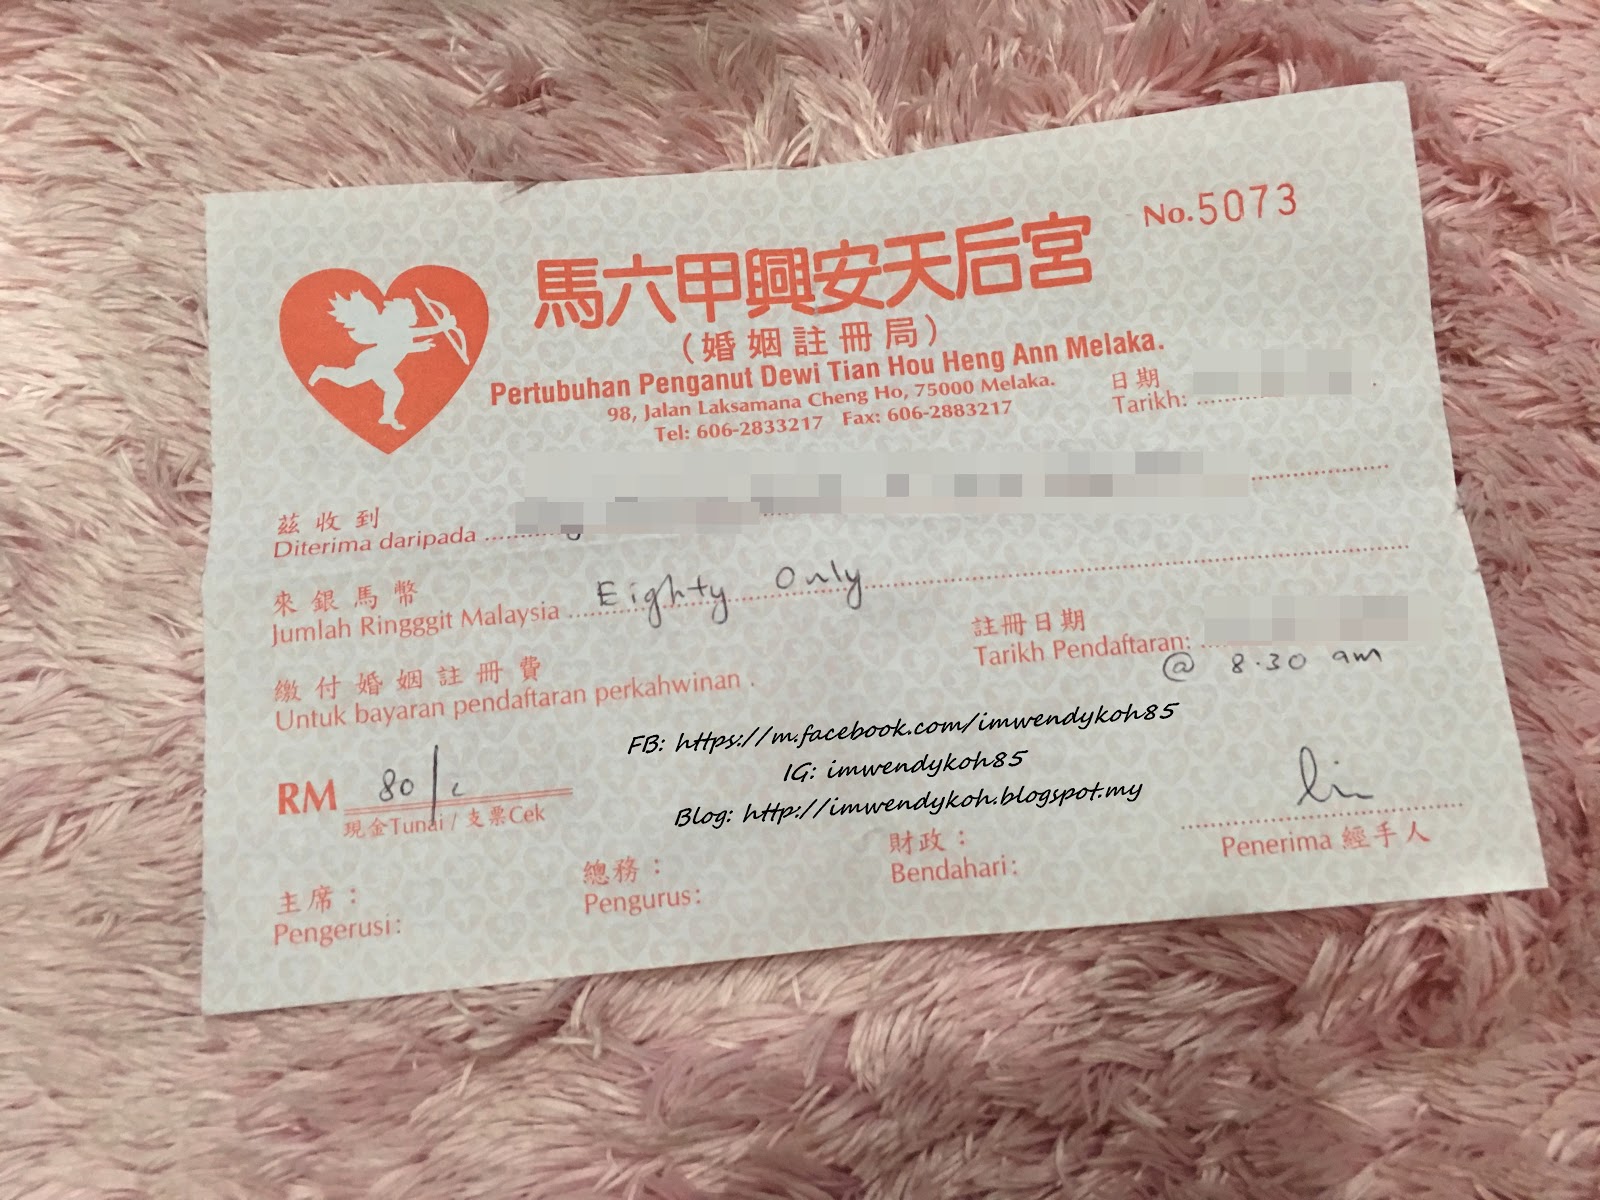 No.5073
馬六甲興安天后宮
(婚姻註冊局)
Pertubuhan Penganut Dewi Tian Hou Heng Ann Melaka.
98, Jalan Laksamana Cheng Ho, 75000 Melaka.
Tel: 606-2833217 Fax: 606-2883217
日期
Tarikh:
茲收到
Diterima daripada
來銀馬幣
Jumlah Ringggit Malaysia Eighty Only
註冊日期
Tarikh Pendaftaran:
@ 8.30 am
繳付婚姻註冊費
Untuk bayaran pendaftaran perkahwinan.
FB: https://m.facebook.com/imwendykoh85
IG: imwendykoh85
Blog: http://imwendykoh.blogspot.my
RM 80/
現金Tunai / 支票Cek
Penerima 經手人
主席:
Pengerusi:
總務:
Pengurus:
財政:
Bendahari: